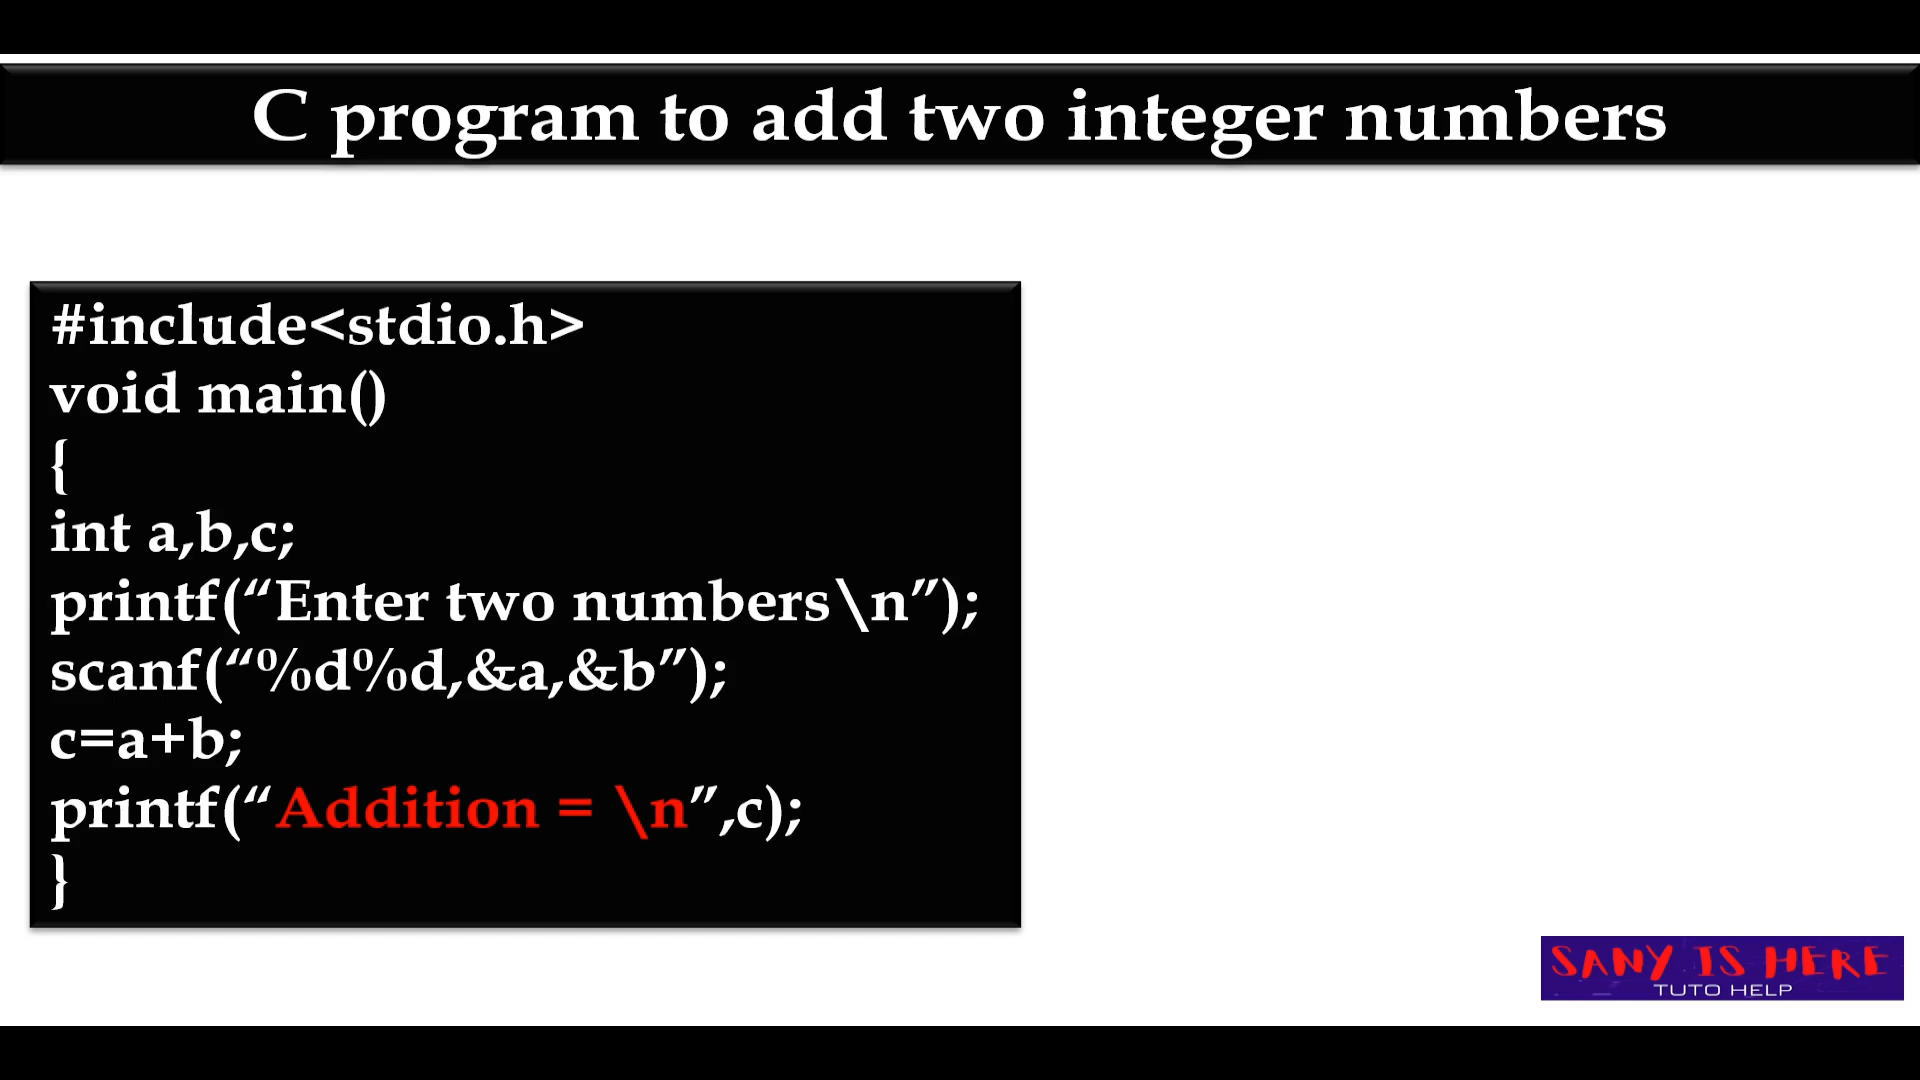 C program to add two integer numbers
#include<stdio.h>
void main()
{
int a,b,c;
printf(“Enter two numbers\n”);
scanf(“%d%d,&a,&b”);
c=a+b;
printf(“Addition = \n”,c);
}
SANY IS HERE
TUTO HELP